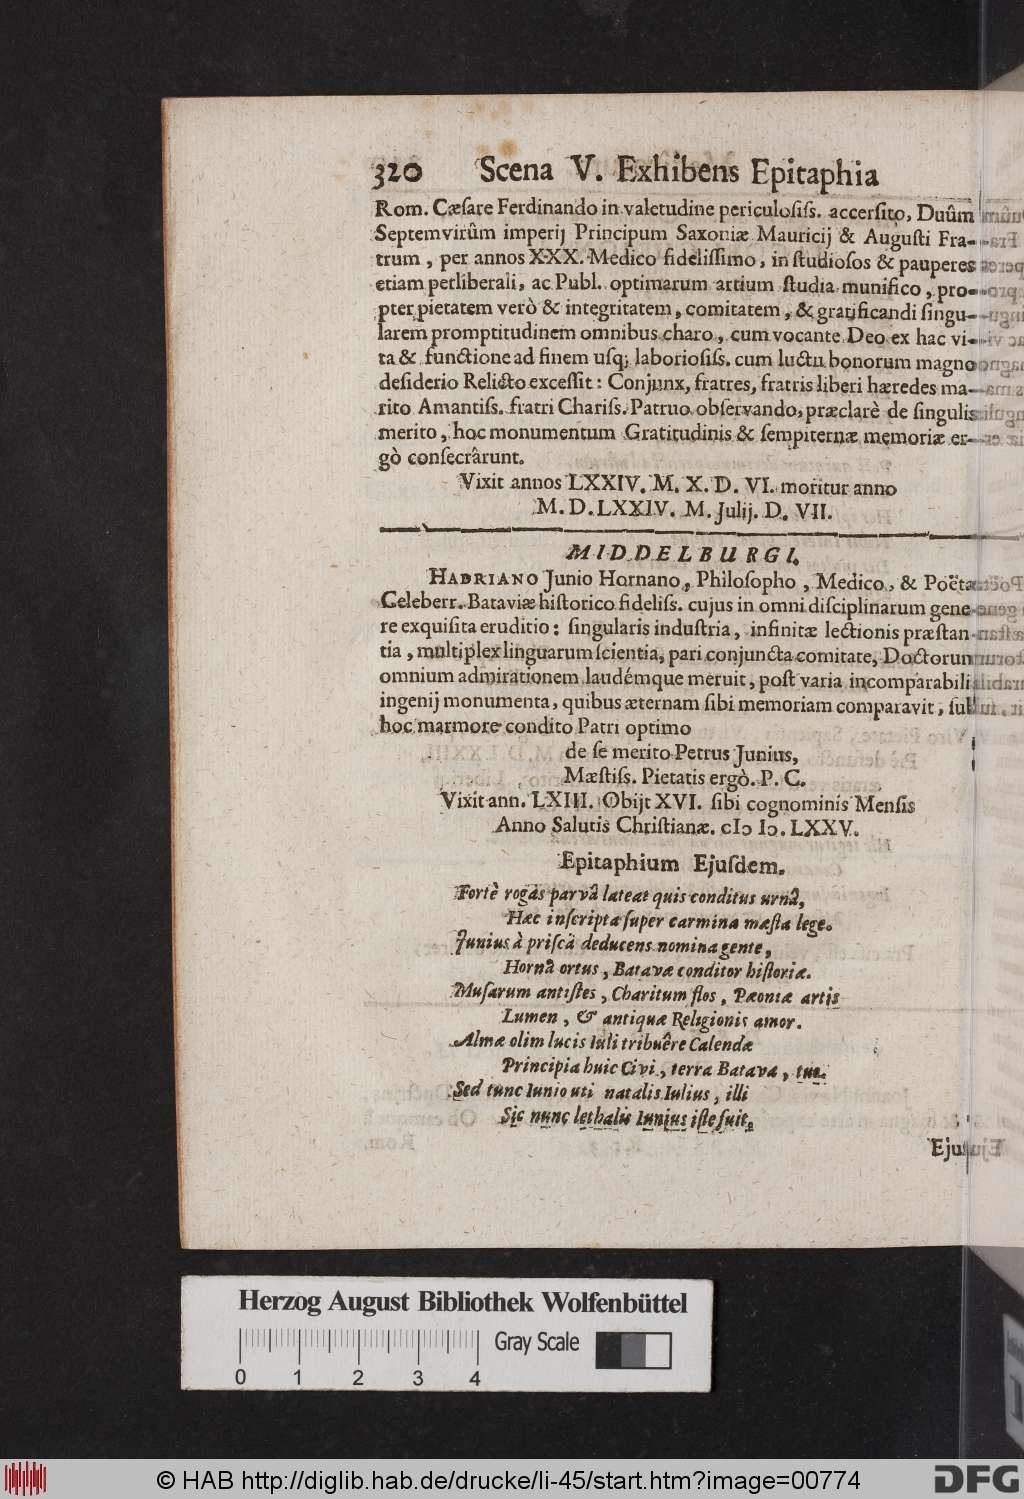 320 Scena V. Exhibens Epitaphia
Rom. Cæsare Ferdinando in valetudine periculosiss. accersito, Duûm
Septemvirûm imperij Principum Saxoniæ Mauricij & Augusti Fra-
trum, per annos XXX. Medico fidelissimo, in studiosos & pauperes
etiam perliberali, ac Publ. optimarum artium studia munifico, pro-
pter pietatem verò & integritatem, comitatem, & gratificandi singu-
larem promptitudinem omnibus charo, cum vocante Deo ex hac vi-
ta & functione ad finem usq; laboriosiss. cum luctu bonorum magno
desiderio Relicto excessit: Conjunx, fratres, fratris liberi hæredes ma-
rito Amantiss. fratri Chariss. Patruo observando, præclarè de singulis
merito, hoc monumentum Gratitudinis & sempiternæ memoriæ er-
gò consecrârunt.
Vixit annos LXXIV. M. X. D. VI. moritur anno
M. D. LXXIV. M. Julij. D. VII.
MIDDELBURGI.
HADRIANO Junio Hornano, Philosopho, Medico, & Poëtæ
Celeberr. Bataviæ historico fideliss. cujus in omni disciplinarum gene
re exquisita eruditio: singularis industria, infinitæ lectionis præstan-
tia, multiplex linguarum scientia, pari conjuncta comitate, Doctorum
omnium admirationem laudémque meruit, post varia incomparabilis
ingenij monumenta, quibus æternam sibi memoriam comparavit, sub
hoc marmore condito Patri optimo
de se merito Petrus Junius,
Mæstiss. Pietatis ergò. P. C.
Vixit ann. LXIII. Obijt XVI. sibi cognominis Mensis
Anno Salutis Christianæ. cIɔ Iɔ. LXXV.
Epitaphium Ejusdem.
Fortè rogas parvâ lateat quis conditus urnâ,
Hæc inscripta super carmina mæsta lege.
Junius à priscâ deducens nomina gente,
Hornâ ortus, Batavæ conditor historiæ.
Musarum antistes, Charitum flos, Pæoniæ artis
Lumen, & antiquæ Religionis amor.
Almæ olim lucis Iuli tribuêre Calendæ
Principia huic Civi, terra Batava, tuo.
Sed tunc Iunio uti natalis Iulius, illi
Sic nunc lethalis Iunius iste fuit.
Ejus
Herzog August Bibliothek Wolfenbüttel
Gray Scale
0 1 2 3 4
© HAB http://diglib.hab.de/drucke/li-45/start.htm?image=00774
DFG